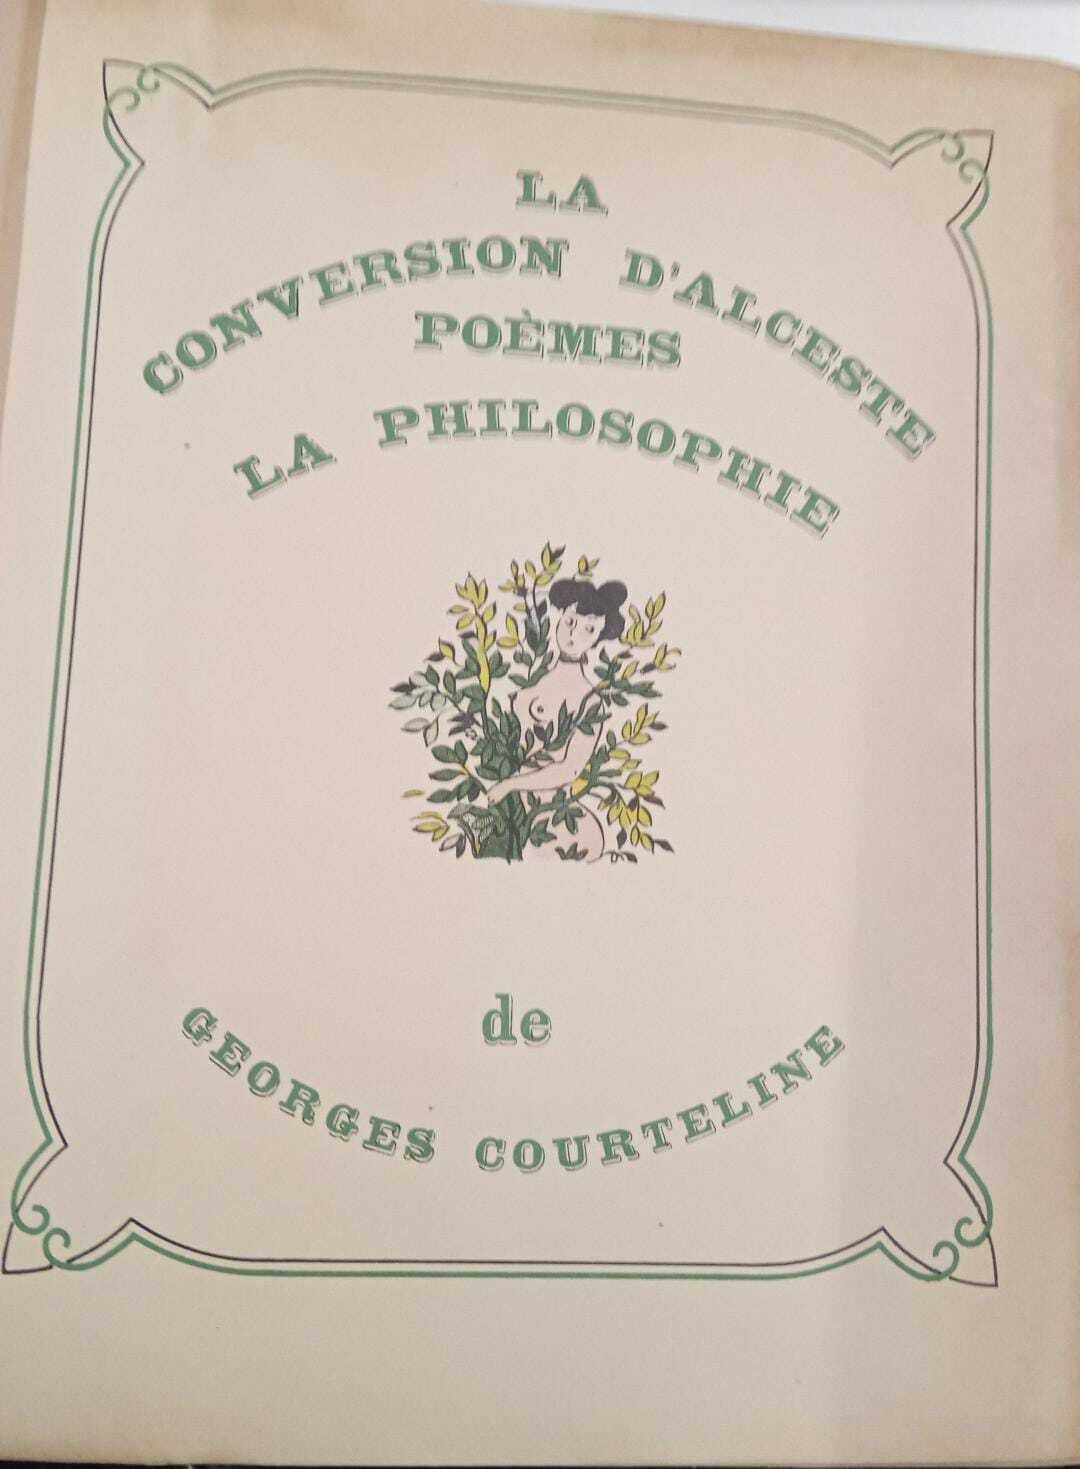 LA
CONVERSION D'ALCESTE
POÈMES
LA PHILOSOPHIE
de
GEORGES COURTELINE